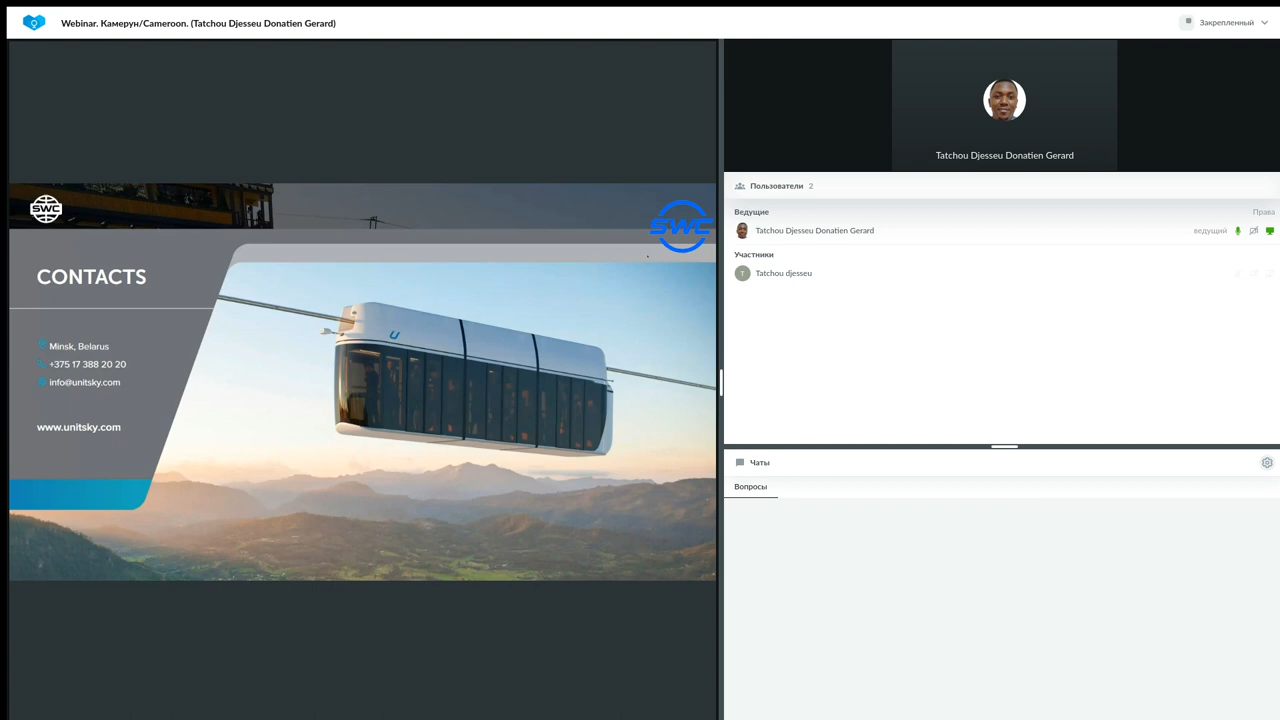 Webinar. Камерун/Cameroon. (Tatchou Djesseu Donatien Gerard)
Закрепленный
SWC
SWC
CONTACTS
Minsk, Belarus
+375 17 388 20 20
info@unitsky.com
www.unitsky.com
U
Tatchou Djesseu Donatien Gerard
Пользователи 2
Ведущие Права
Tatchou Djesseu Donatien Gerard ведущий
Участники
T Tatchou djesseu
Чаты
Вопросы